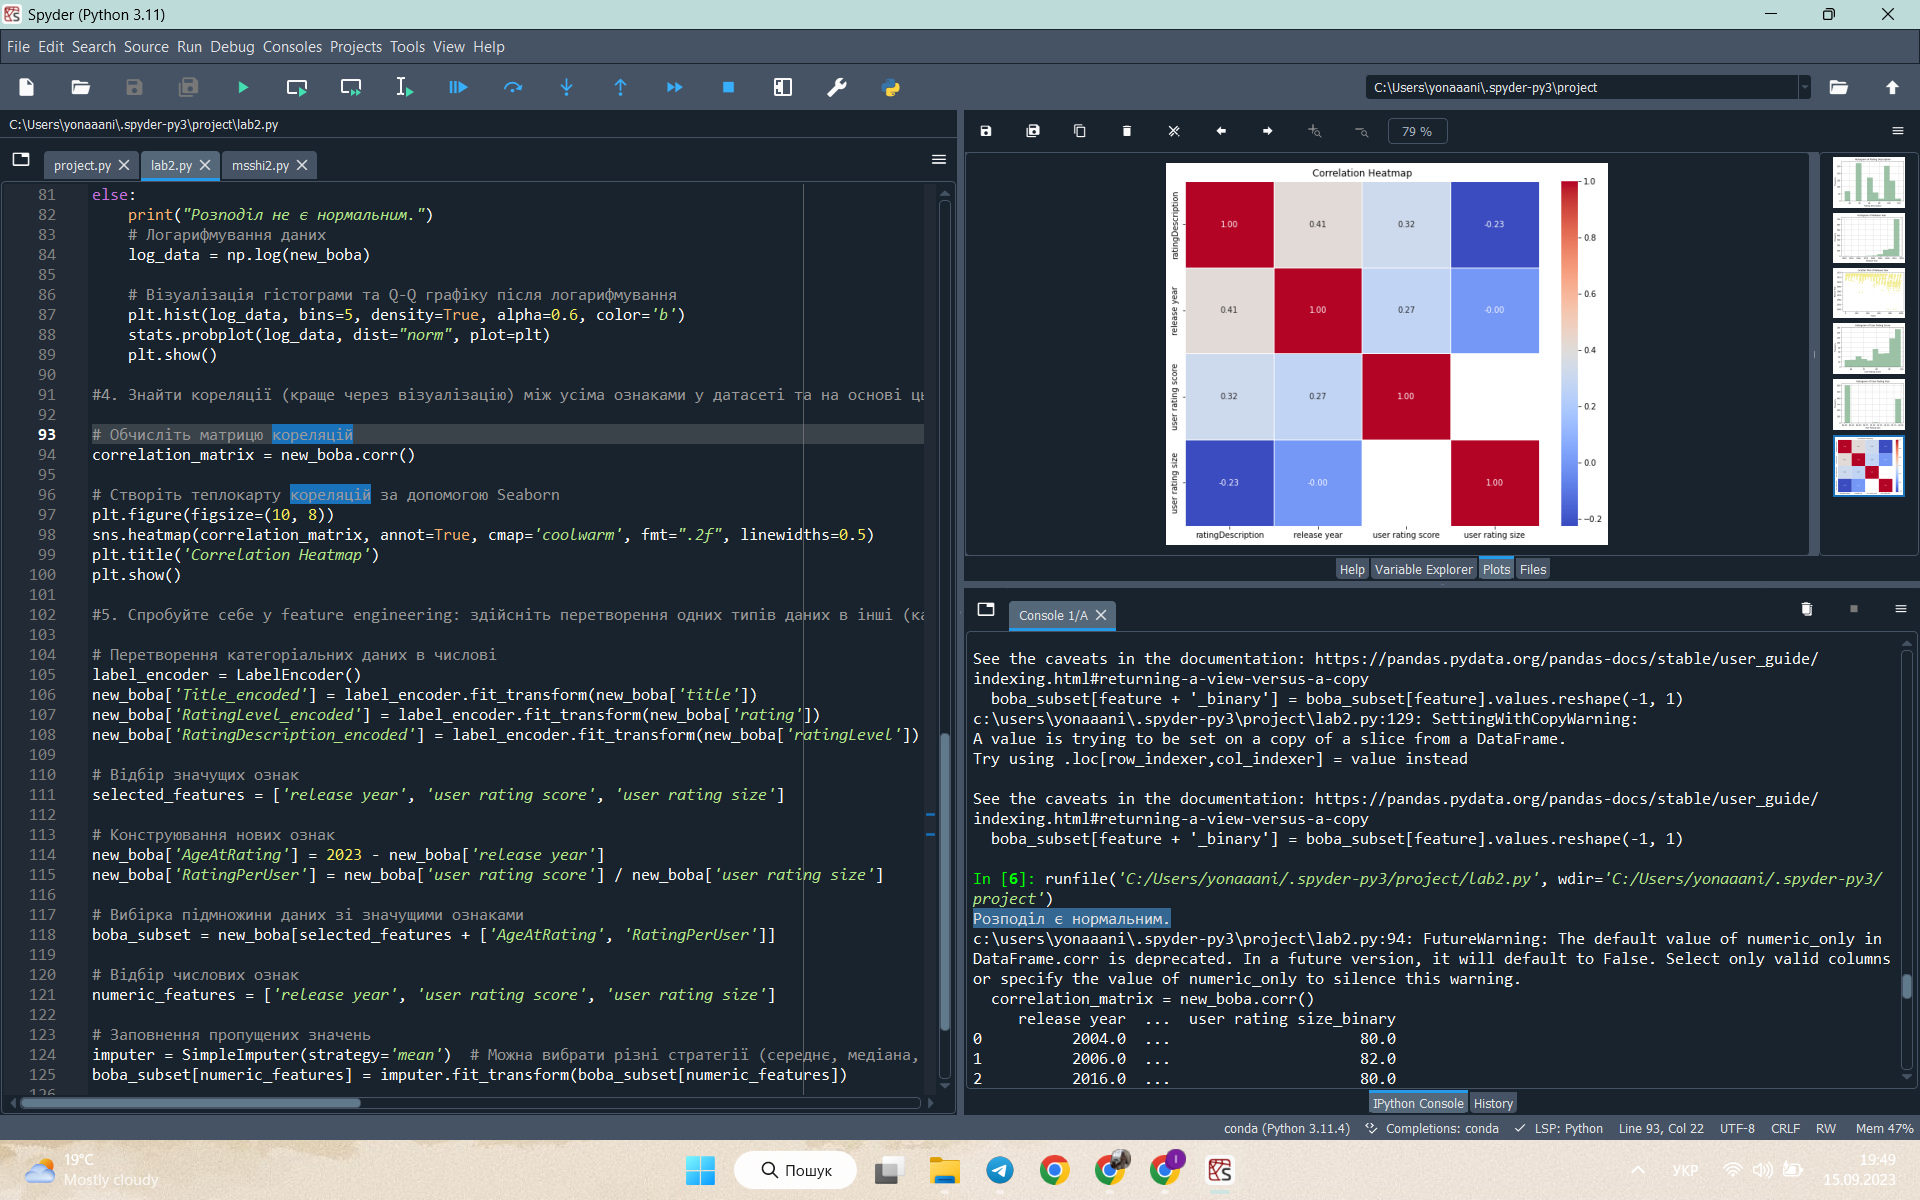 Spyder (Python 3.11)
File Edit Search Source Run Debug Consoles Projects Tools View Help
C:\Users\yonaaani\.spyder-py3\project
C:\Users\yonaaani\.spyder-py3\project\lab2.py
project.py lab2.py msshi2.py
81 else:
82 print("Розподіл не є нормальним.")
83 # Логарифмування даних
84 log_data = np.log(new_boba)
85
86 # Візуалізація гістограми та Q-Q графіку після логарифмування
87 plt.hist(log_data, bins=5, density=True, alpha=0.6, color='b')
88 stats.probplot(log_data, dist="norm", plot=plt)
89 plt.show()
90
91 #4. Знайти кореляції (краще через візуалізацію) між усіма ознаками у датасеті та на основі ць
92
93 # Обчисліть матрицю кореляцій
94 correlation_matrix = new_boba.corr()
95
96 # Створіть теплокарту кореляцій за допомогою Seaborn
97 plt.figure(figsize=(10, 8))
98 sns.heatmap(correlation_matrix, annot=True, cmap='coolwarm', fmt=".2f", linewidths=0.5)
99 plt.title('Correlation Heatmap')
100 plt.show()
101
102 #5. Спробуйте себе у feature engineering: здійсніть перетворення одних типів даних в інші (ка
103
104 # Перетворення категоріальних даних в числові
105 label_encoder = LabelEncoder()
106 new_boba['Title_encoded'] = label_encoder.fit_transform(new_boba['title'])
107 new_boba['RatingLevel_encoded'] = label_encoder.fit_transform(new_boba['rating'])
108 new_boba['RatingDescription_encoded'] = label_encoder.fit_transform(new_boba['ratingLevel'])
109
110 # Відбір значущих ознак
111 selected_features = ['release year', 'user rating score', 'user rating size']
112
113 # Конструювання нових ознак
114 new_boba['AgeAtRating'] = 2023 - new_boba['release year']
115 new_boba['RatingPerUser'] = new_boba['user rating score'] / new_boba['user rating size']
116
117 # Вибірка підмножини даних зі значущими ознаками
118 boba_subset = new_boba[selected_features + ['AgeAtRating', 'RatingPerUser']]
119
120 # Відбір числових ознак
121 numeric_features = ['release year', 'user rating score', 'user rating size']
122
123 # Заповнення пропущених значень
124 imputer = SimpleImputer(strategy='mean') # Можна вибрати різні стратегії (середнє, медіана,
125 boba_subset[numeric_features] = imputer.fit_transform(boba_subset[numeric_features])
126
79 %
Correlation Heatmap
ratingDescription 1.00 0.41 0.32 -0.23
release year 0.41 1.00 0.27 -0.00
user rating score 0.32 0.27 1.00
user rating size -0.23 -0.00 1.00
ratingDescription release year user rating score user rating size
1.0
0.8
0.6
0.4
0.2
0.0
-0.2
Help Variable Explorer Plots Files
Console 1/A
See the caveats in the documentation: https://pandas.pydata.org/pandas-docs/stable/user_guide/
indexing.html#returning-a-view-versus-a-copy
boba_subset[feature + '_binary'] = boba_subset[feature].values.reshape(-1, 1)
c:\users\yonaaani\.spyder-py3\project\lab2.py:129: SettingWithCopyWarning:
A value is trying to be set on a copy of a slice from a DataFrame.
Try using .loc[row_indexer,col_indexer] = value instead
See the caveats in the documentation: https://pandas.pydata.org/pandas-docs/stable/user_guide/
indexing.html#returning-a-view-versus-a-copy
boba_subset[feature + '_binary'] = boba_subset[feature].values.reshape(-1, 1)
In [6]: runfile('C:/Users/yonaaani/.spyder-py3/project/lab2.py', wdir='C:/Users/yonaaani/.spyder-py3/
project')
Розподіл є нормальним.
c:\users\yonaaani\.spyder-py3\project\lab2.py:94: FutureWarning: The default value of numeric_only in
DataFrame.corr is deprecated. In a future version, it will default to False. Select only valid columns
or specify the value of numeric_only to silence this warning.
correlation_matrix = new_boba.corr()
release year ... user rating size_binary
0 2004.0 ... 80.0
1 2006.0 ... 82.0
2 2016.0 ... 80.0
IPython Console History
conda (Python 3.11.4) Completions: conda LSP: Python Line 93, Col 22 UTF-8 CRLF RW Mem 47%
19°C
Mostly cloudy
Пошук
УКР
19:49
15.09.2023